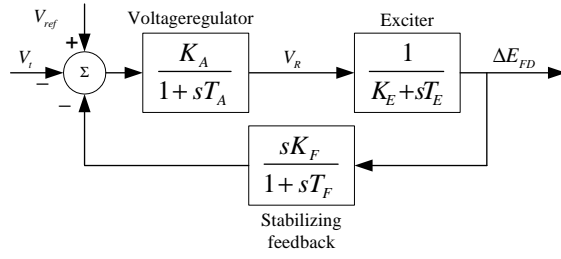 Voltageregulator
Exciter
V_ref
+
V_t
−
Σ
−
K_A
1 + sT_A
V_R
1
K_E + sT_E
ΔE_FD
sK_F
1 + sT_F
Stabilizing
feedback